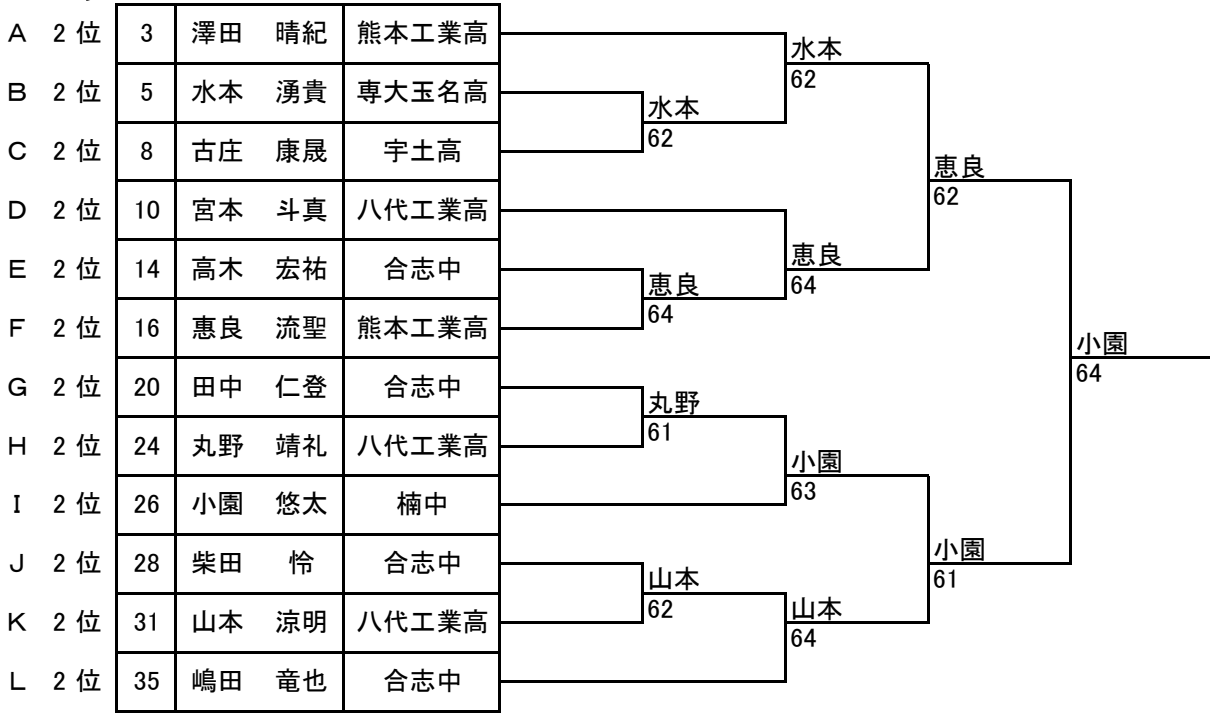 A 2位 3 澤田 晴紀 熊本工業高
水本
62
B 2位 5 水本 湧貴 専大玉名高
水本
62
C 2位 8 古庄 康晟 宇土高
恵良
62
D 2位 10 宮本 斗真 八代工業高
恵良
64
E 2位 14 高木 宏祐 合志中
恵良
64
F 2位 16 惠良 流聖 熊本工業高
小園
64
G 2位 20 田中 仁登 合志中
丸野
61
H 2位 24 丸野 靖礼 八代工業高
小園
63
I 2位 26 小園 悠太 楠中
小園
61
J 2位 28 柴田 怜 合志中
山本
62
K 2位 31 山本 涼明 八代工業高
山本
64
L 2位 35 嶋田 竜也 合志中